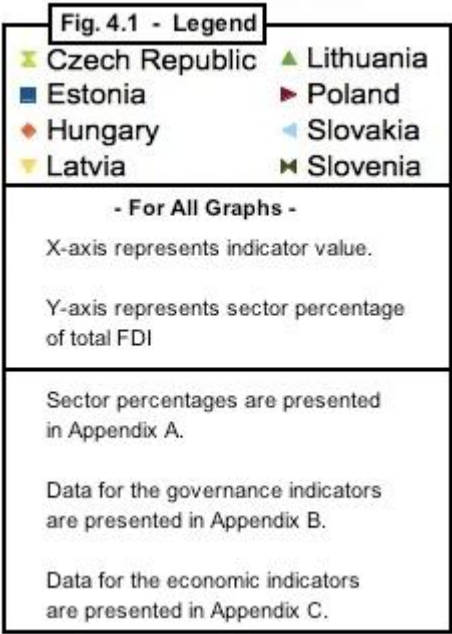 Fig. 4.1 - Legend
Czech Republic
Estonia
Hungary
Latvia
Lithuania
Poland
Slovakia
Slovenia
- For All Graphs -
X-axis represents indicator value.
Y-axis represents sector percentage
of total FDI
Sector percentages are presented
in Appendix A.
Data for the governance indicators
are presented in Appendix B.
Data for the economic indicators
are presented in Appendix C.